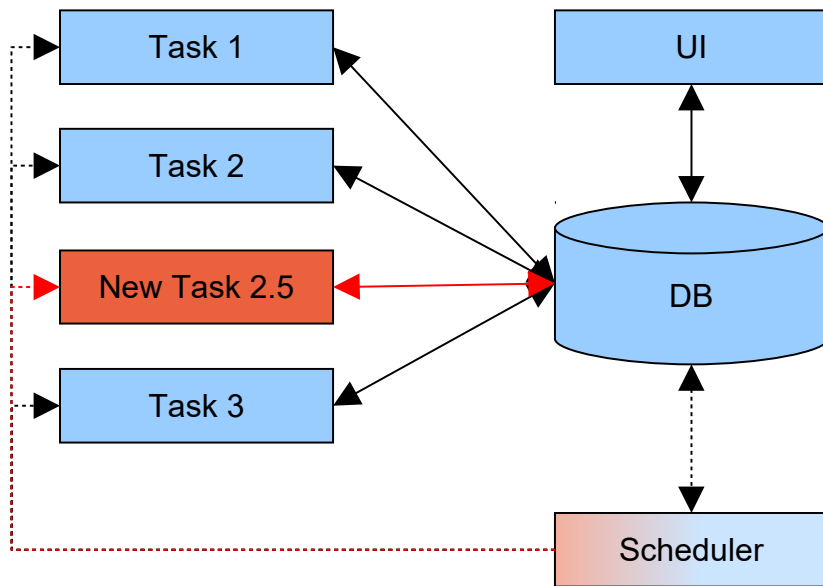 Task 1
UI
Task 2
New Task 2.5
DB
Task 3
Scheduler